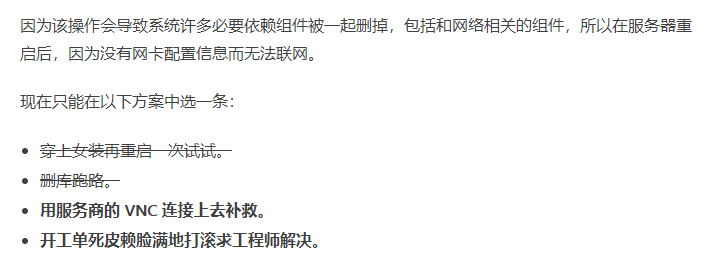 因为该操作会导致系统许多必要依赖组件被一起删掉，包括和网络相关的组件，所以在服务器重
启后，因为没有网卡配置信息而无法联网。
现在只能在以下方案中选一条：
穿上女装再重启一次试试。
删库跑路。
用服务商的 VNC 连接上去补救。
开工单死皮赖脸满地打滚求工程师解决。